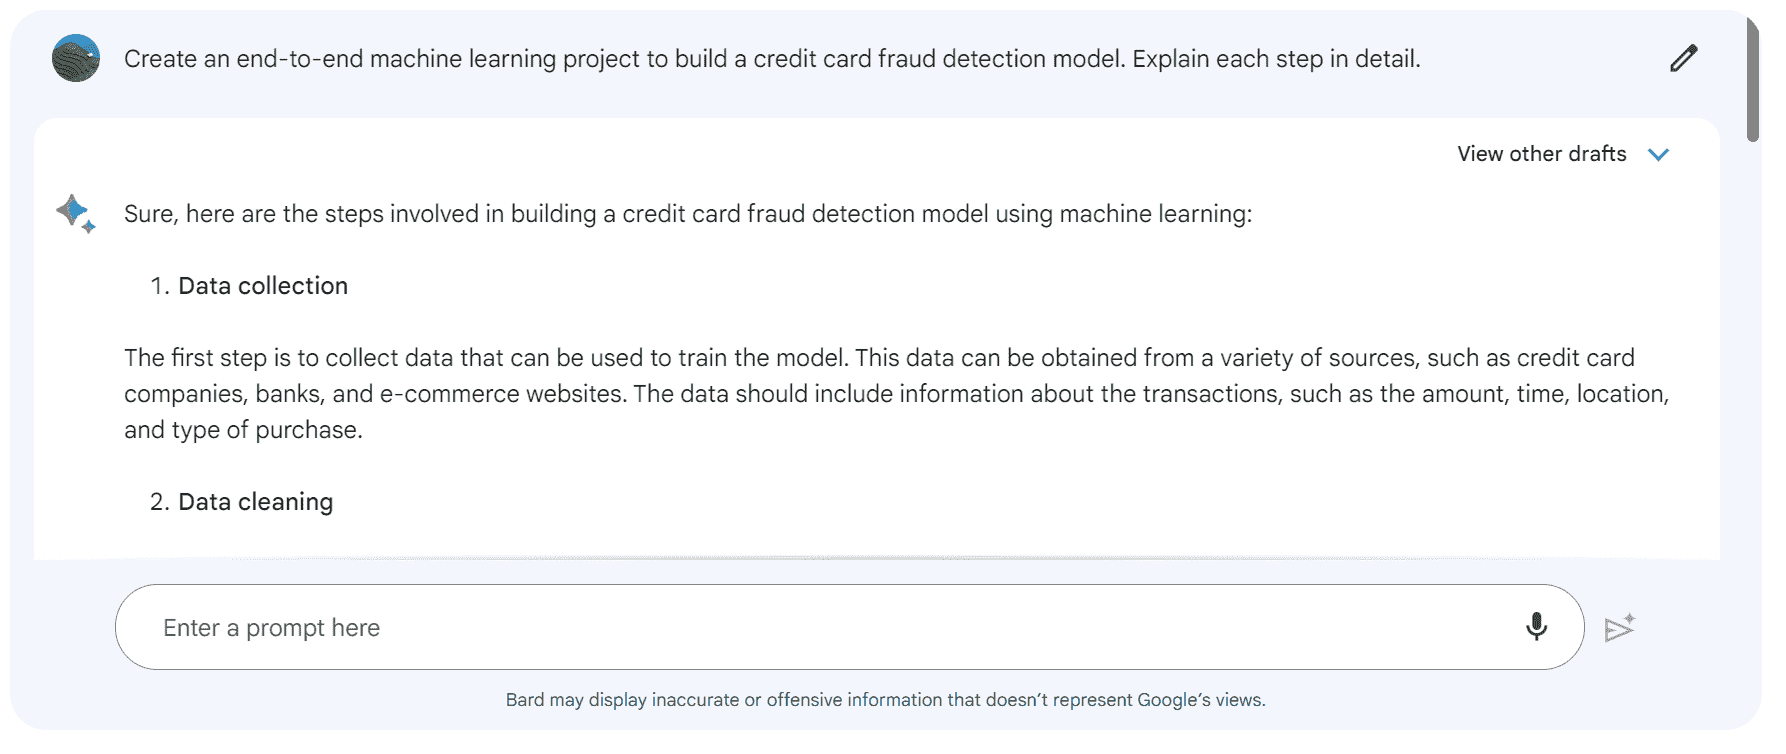 Create an end-to-end machine learning project to build a credit card fraud detection model. Explain each step in detail.
View other drafts
Sure, here are the steps involved in building a credit card fraud detection model using machine learning:
1. Data collection
The first step is to collect data that can be used to train the model. This data can be obtained from a variety of sources, such as credit card
companies, banks, and e-commerce websites. The data should include information about the transactions, such as the amount, time, location,
and type of purchase.
2. Data cleaning
Enter a prompt here
Bard may display inaccurate or offensive information that doesn’t represent Google’s views.